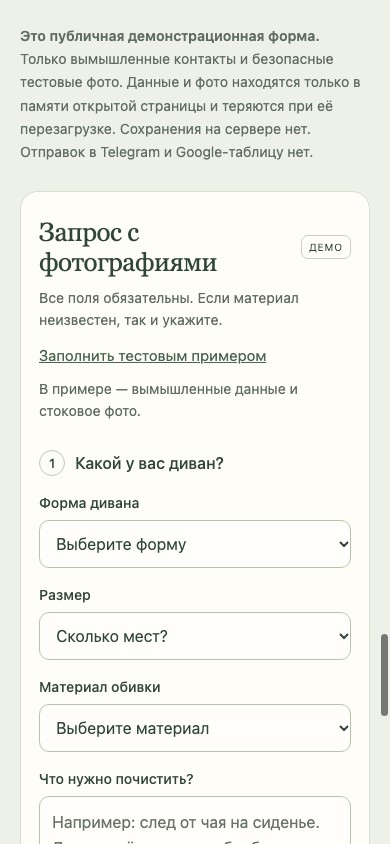 Это публичная демонстрационная форма.
Только вымышленные контакты и безопасные
тестовые фото. Данные и фото находятся только в
памяти открытой страницы и теряются при её
перезагрузке. Сохранения на сервере нет.
Отправок в Telegram и Google-таблицу нет.
Запрос с
фотографиями
ДЕМО
Все поля обязательны. Если материал
неизвестен, так и укажите.
Заполнить тестовым примером
В примере — вымышленные данные и
стоковое фото.
1 Какой у вас диван?
Форма дивана
Выберите форму
Размер
Сколько мест?
Материал обивки
Выберите материал
Что нужно почистить?
Например: след от чая на сиденье.